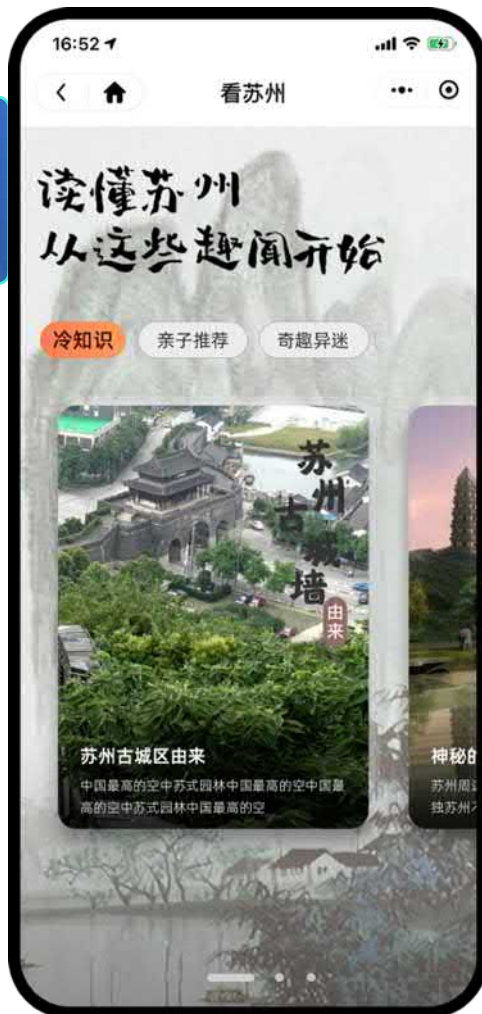 16:52
看苏州
读懂苏州
从这些趣闻开始
冷知识
亲子推荐
奇趣异迷
苏州古城墙
由来
苏州古城区由来
中国最高的空中苏式园林中国最高的空中国最
高的空中苏式园林中国最高的空
神秘的
苏州周
独苏州